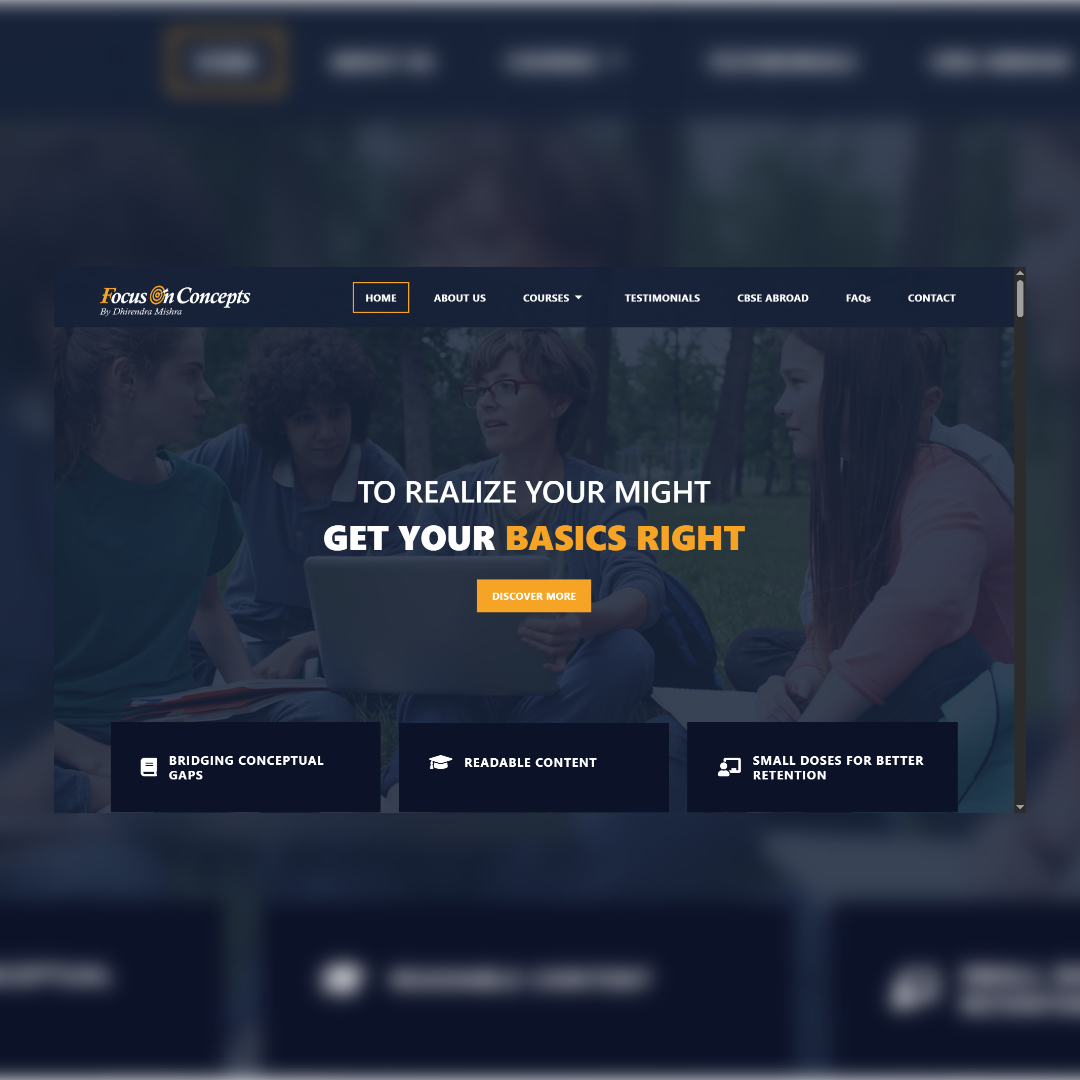 Focus On Concepts
By Dhirendra Mishra
HOME
ABOUT US
COURSES
TESTIMONIALS
CBSE ABROAD
FAQs
CONTACT
TO REALIZE YOUR MIGHT
GET YOUR BASICS RIGHT
DISCOVER MORE
BRIDGING CONCEPTUAL
GAPS
READABLE CONTENT
SMALL DOSES FOR BETTER
RETENTION